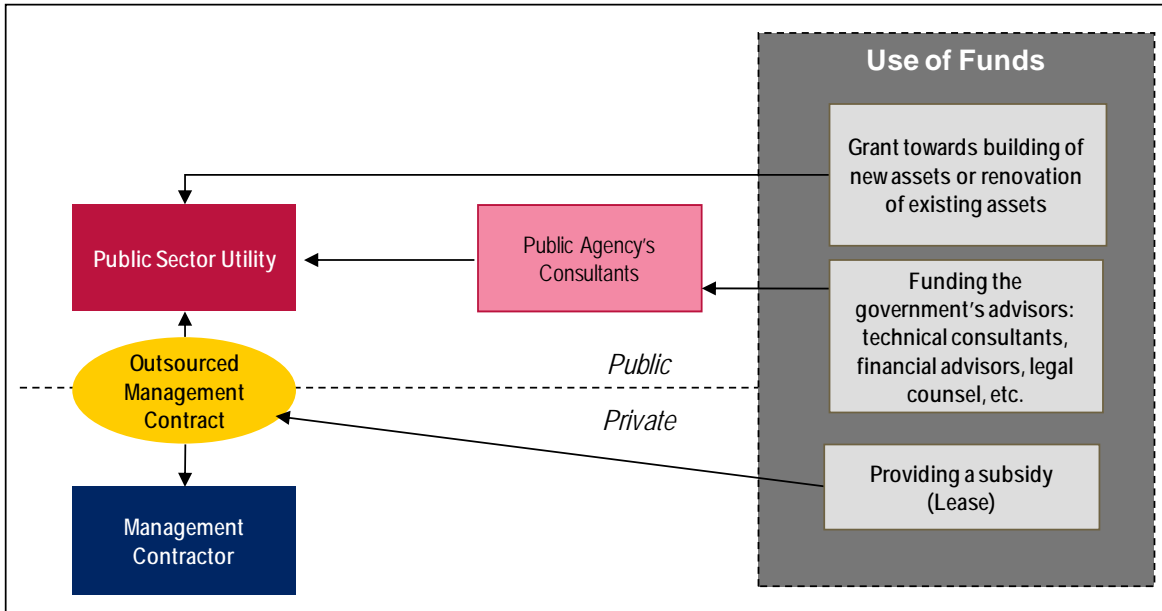 Use of Funds
Grant towards building of
new assets or renovation
of existing assets
Public Sector Utility
Public Agency's
Consultants
Funding the
government's advisors:
technical consultants,
financial advisors, legal
counsel, etc.
Outsourced
Management
Contract
Public
Private
Providing a subsidy
(Lease)
Management
Contractor